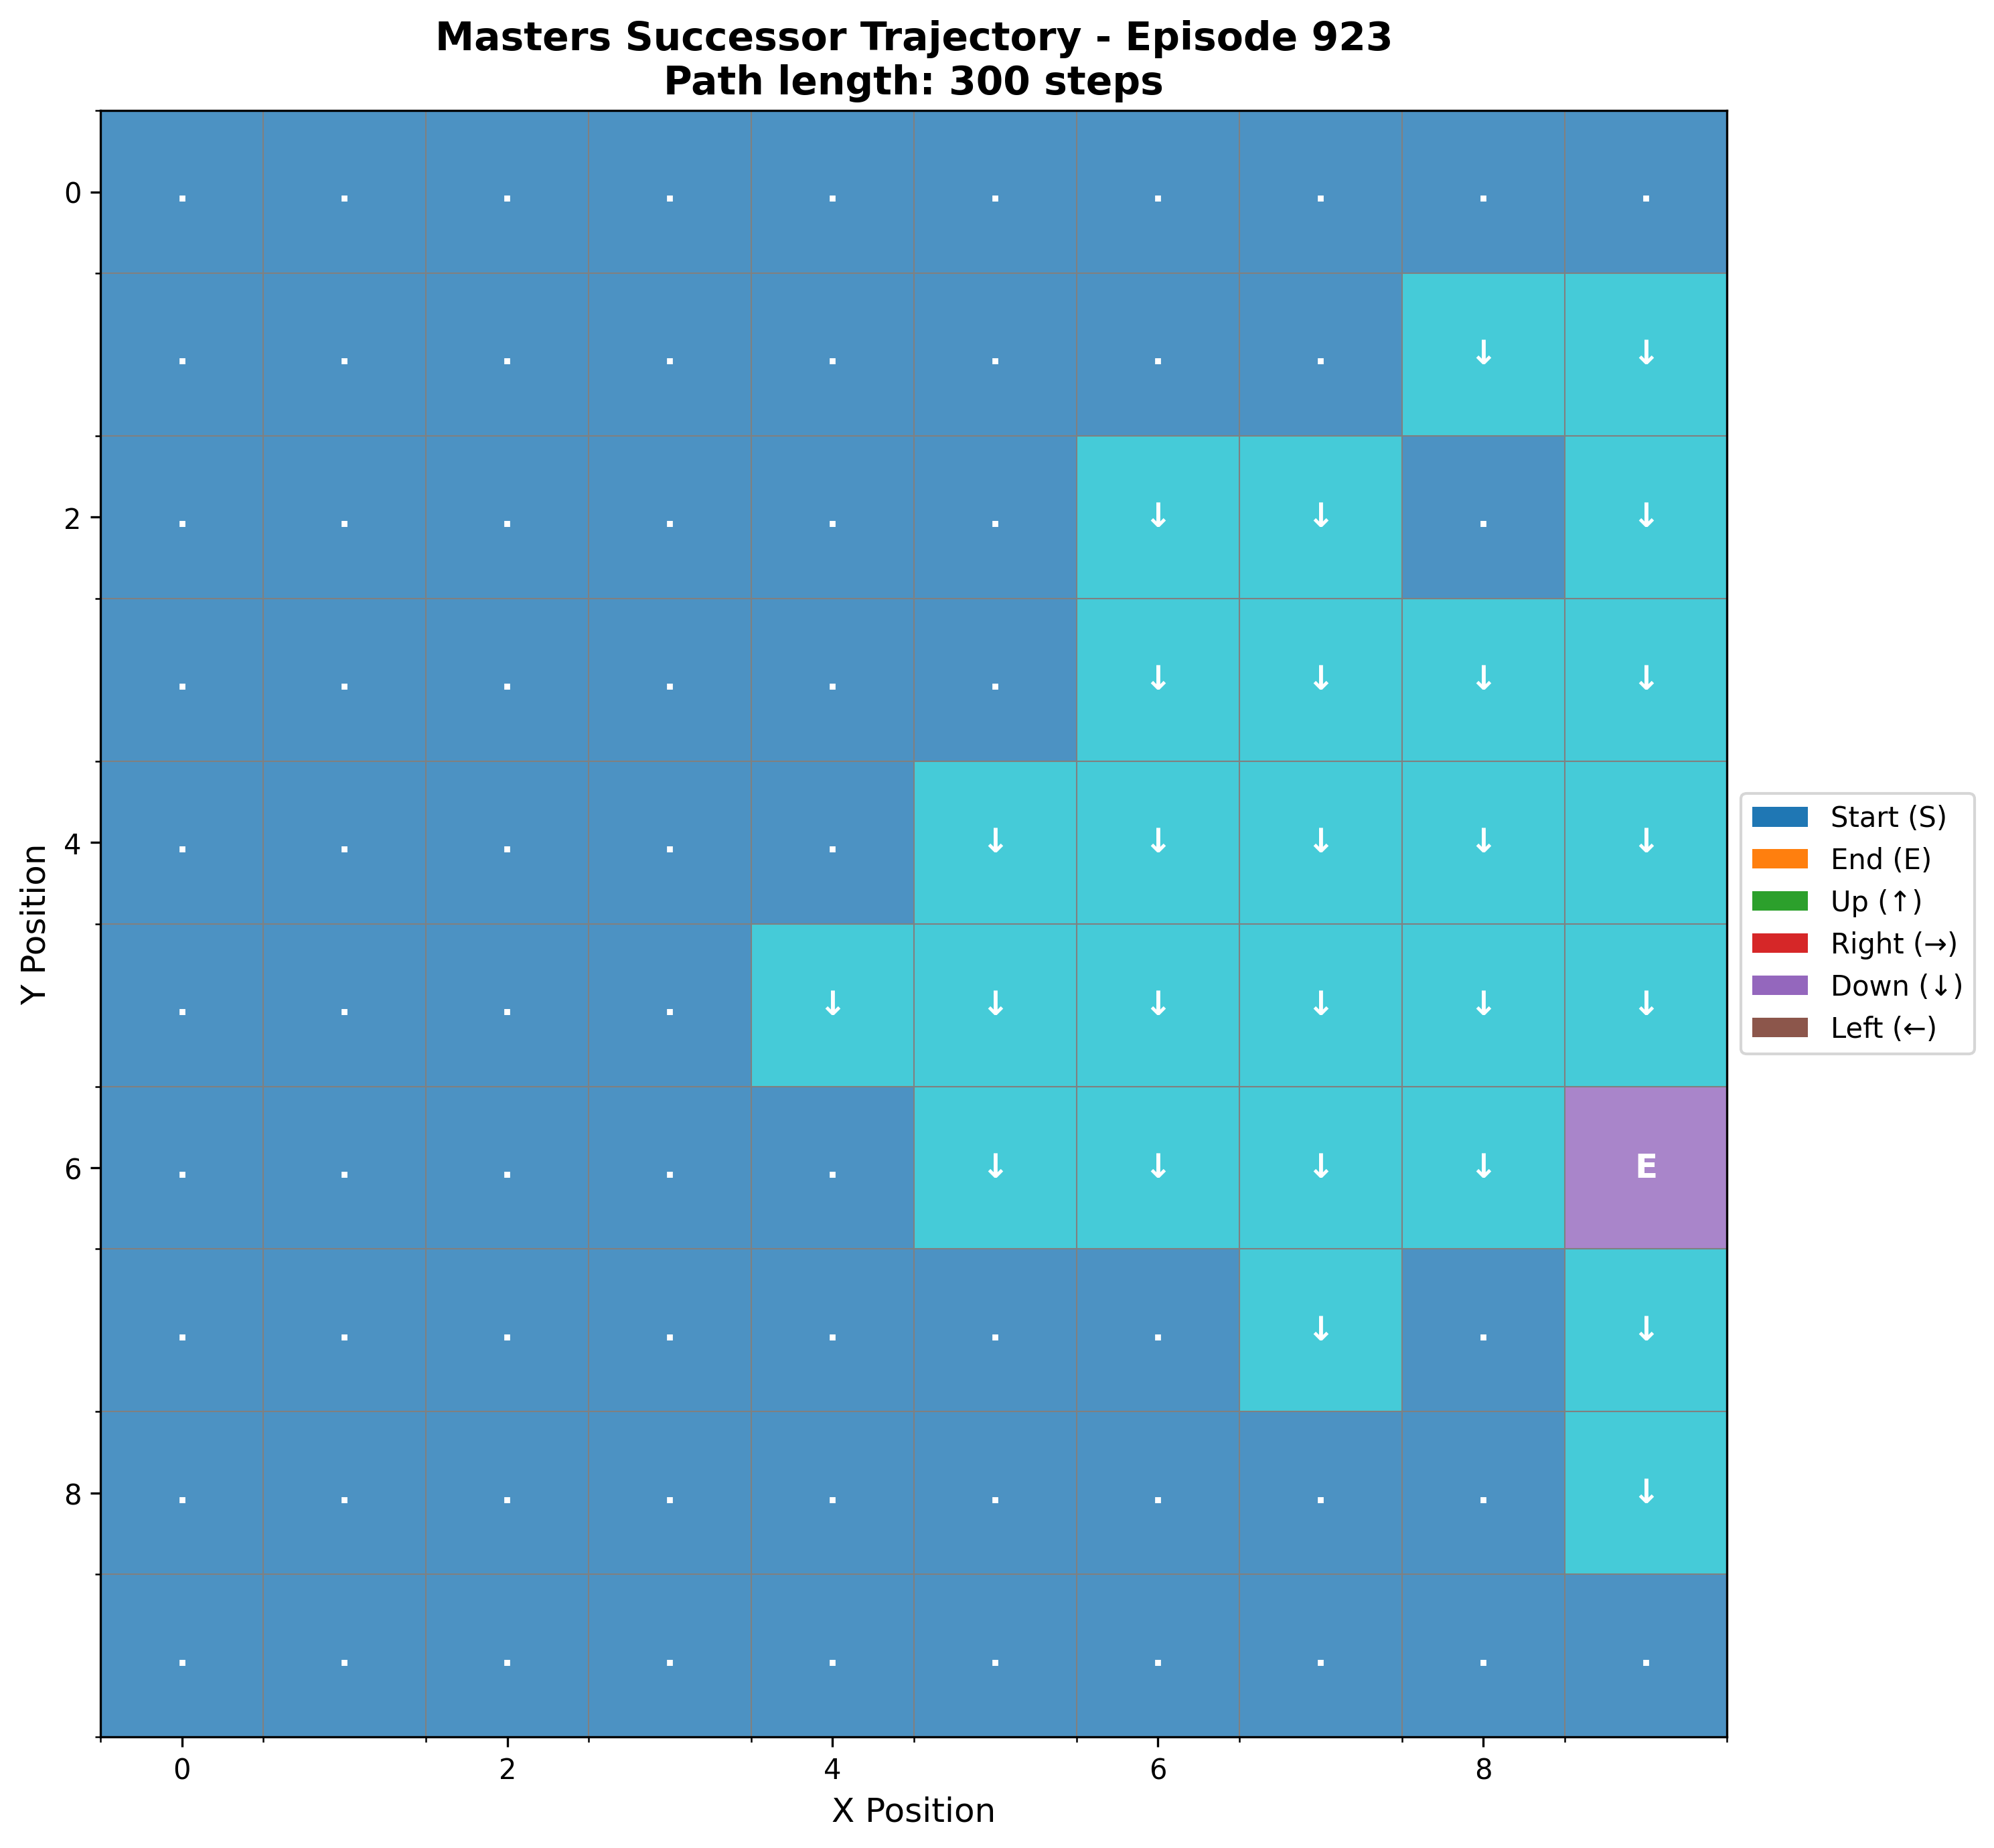 Masters Successor Trajectory - Episode 923
Path length: 300 steps
0 . . . . . . . . . .
. . . . . . . . ↓ ↓
2 . . . . . . ↓ ↓ . ↓
. . . . . . ↓ ↓ ↓ ↓
4 . . . . . ↓ ↓ ↓ ↓ ↓
. . . . ↓ ↓ ↓ ↓ ↓ ↓
6 . . . . . ↓ ↓ ↓ ↓ E
. . . . . . . ↓ . ↓
8 . . . . . . . . . ↓
. . . . . . . . . .
0 2 4 6 8
X Position
Y Position
Start (S)
End (E)
Up (↑)
Right (→)
Down (↓)
Left (←)